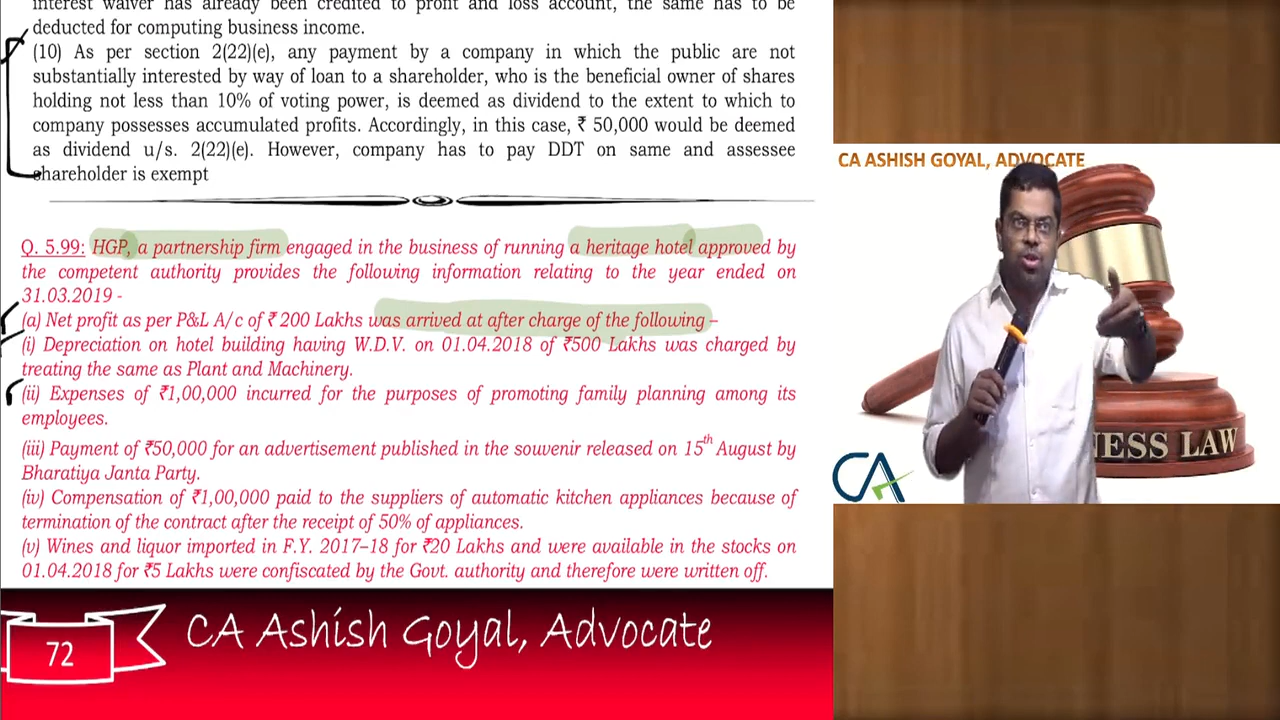 interest waiver has already been credited to profit and loss account, the same has to be
deducted for computing business income.
(10) As per section 2(22)(e), any payment by a company in which the public are not
substantially interested by way of loan to a shareholder, who is the beneficial owner of shares
holding not less than 10% of voting power, is deemed as dividend to the extent to which to
company possesses accumulated profits. Accordingly, in this case, ₹ 50,000 would be deemed
as dividend u/s. 2(22)(e). However, company has to pay DDT on same and assessee
shareholder is exempt
Q. 5.99: HGP, a partnership firm engaged in the business of running a heritage hotel approved by
the competent authority provides the following information relating to the year ended on
31.03.2019 -
(a) Net profit as per P&L A/c of ₹ 200 Lakhs was arrived at after charge of the following –
(i) Depreciation on hotel building having W.D.V. on 01.04.2018 of ₹500 Lakhs was charged by
treating the same as Plant and Machinery.
(ii) Expenses of ₹1,00,000 incurred for the purposes of promoting family planning among its
employees.
(iii) Payment of ₹50,000 for an advertisement published in the souvenir released on 15th August by
Bharatiya Janta Party.
(iv) Compensation of ₹1,00,000 paid to the suppliers of automatic kitchen appliances because of
termination of the contract after the receipt of 50% of appliances.
(v) Wines and liquor imported in F.Y. 2017–18 for ₹20 Lakhs and were available in the stocks on
01.04.2018 for ₹5 Lakhs were confiscated by the Govt. authority and therefore were written off.
72
CA Ashish Goyal, Advocate
CA ASHISH GOYAL, ADVOCATE
NESS LAW
CA